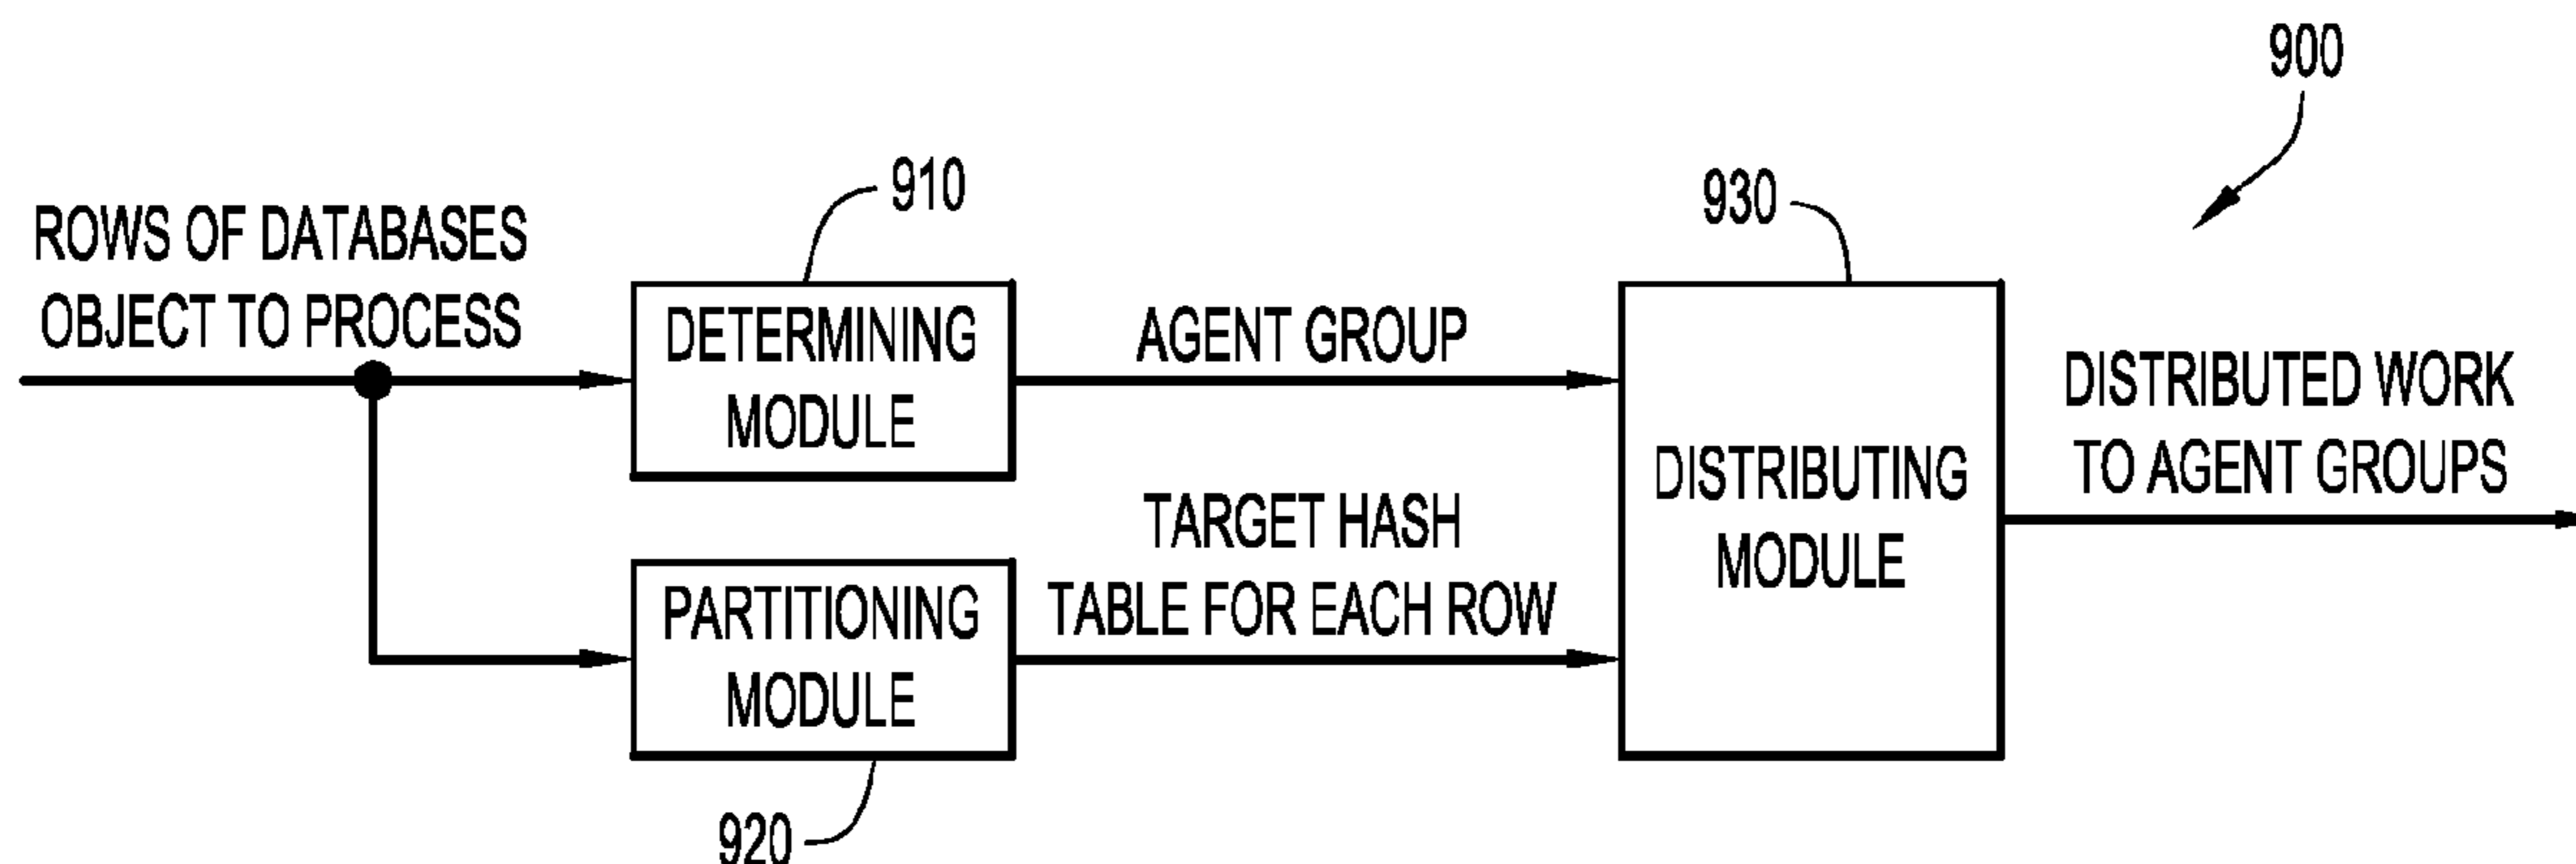 900
910
930
ROWS OF DATABASES
OBJECT TO PROCESS
DETERMINING
MODULE
AGENT GROUP
DISTRIBUTING
MODULE
DISTRIBUTED WORK
TO AGENT GROUPS
TARGET HASH
TABLE FOR EACH ROW
PARTITIONING
MODULE
920